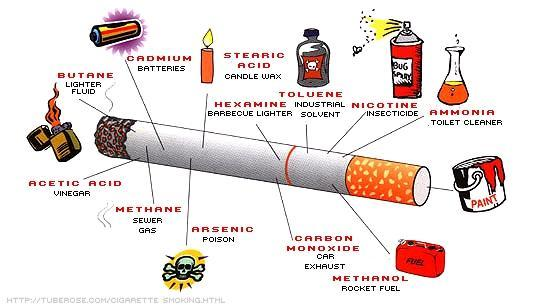 CADMIUM
BATTERIES
STEARIC
ACID
CANDLE WAX
BUG
SPRAY
BUTANE
LIGHTER
FLUID
HEXAMINE
BARBECUE LIGHTER
TOLUENE
INDUSTRIAL
SOLVENT
NICOTINE
INSECTICIDE
AMMONIA
TOILET CLEANER
ACETIC ACID
VINEGAR
METHANE
SEWER
GAS
ARSENIC
POISON
CARBON
MONOXIDE
CAR
EXHAUST
METHANOL
ROCKET FUEL
FUEL
PAINT
HTTP://TUBEROSE.COM/CIGARETTE SMOKING.HTML